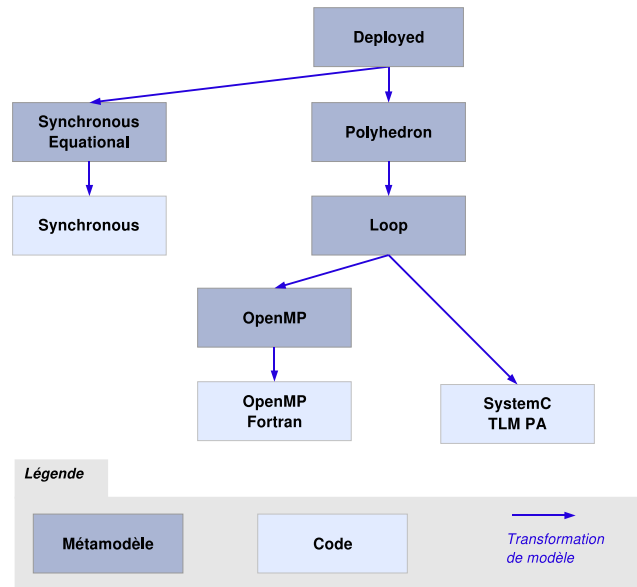 Deployed
Synchronous
Equational
Polyhedron
Synchronous
Loop
OpenMP
OpenMP
Fortran
SystemC
TLM PA
Légende
Métamodèle
Code
Transformation
de modèle